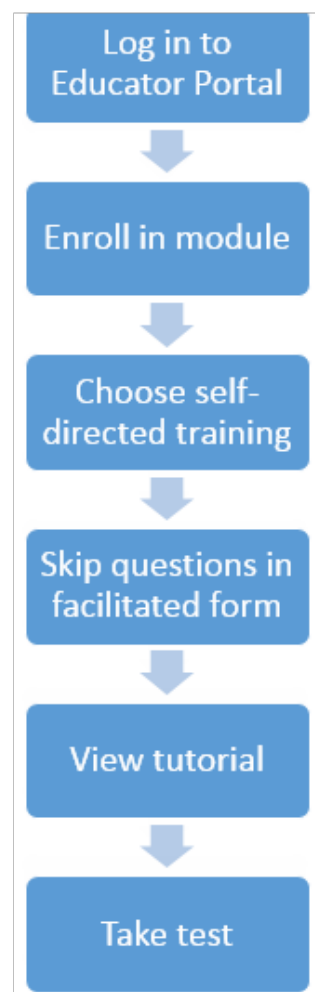 Log in to
Educator Portal
Enroll in module
Choose self-
directed training
Skip questions in
facilitated form
View tutorial
Take test